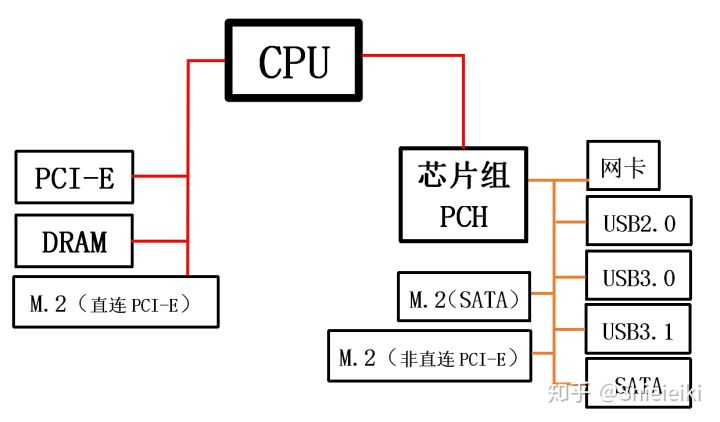 CPU
PCI-E
DRAM
M.2（直连 PCI-E）
芯片组
PCH
网卡
USB2.0
USB3.0
USB3.1
SATA
M.2(SATA)
M.2（非直连 PCI-E）
知乎 @Shieieiki